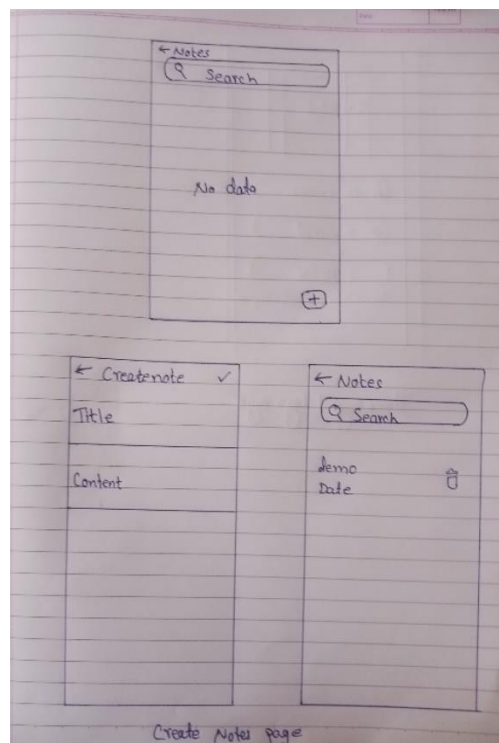 ← Notes
Search
No data
+
← Createnote ✓
Title
Content
← Notes
Search
demo
Date
Create Notes page